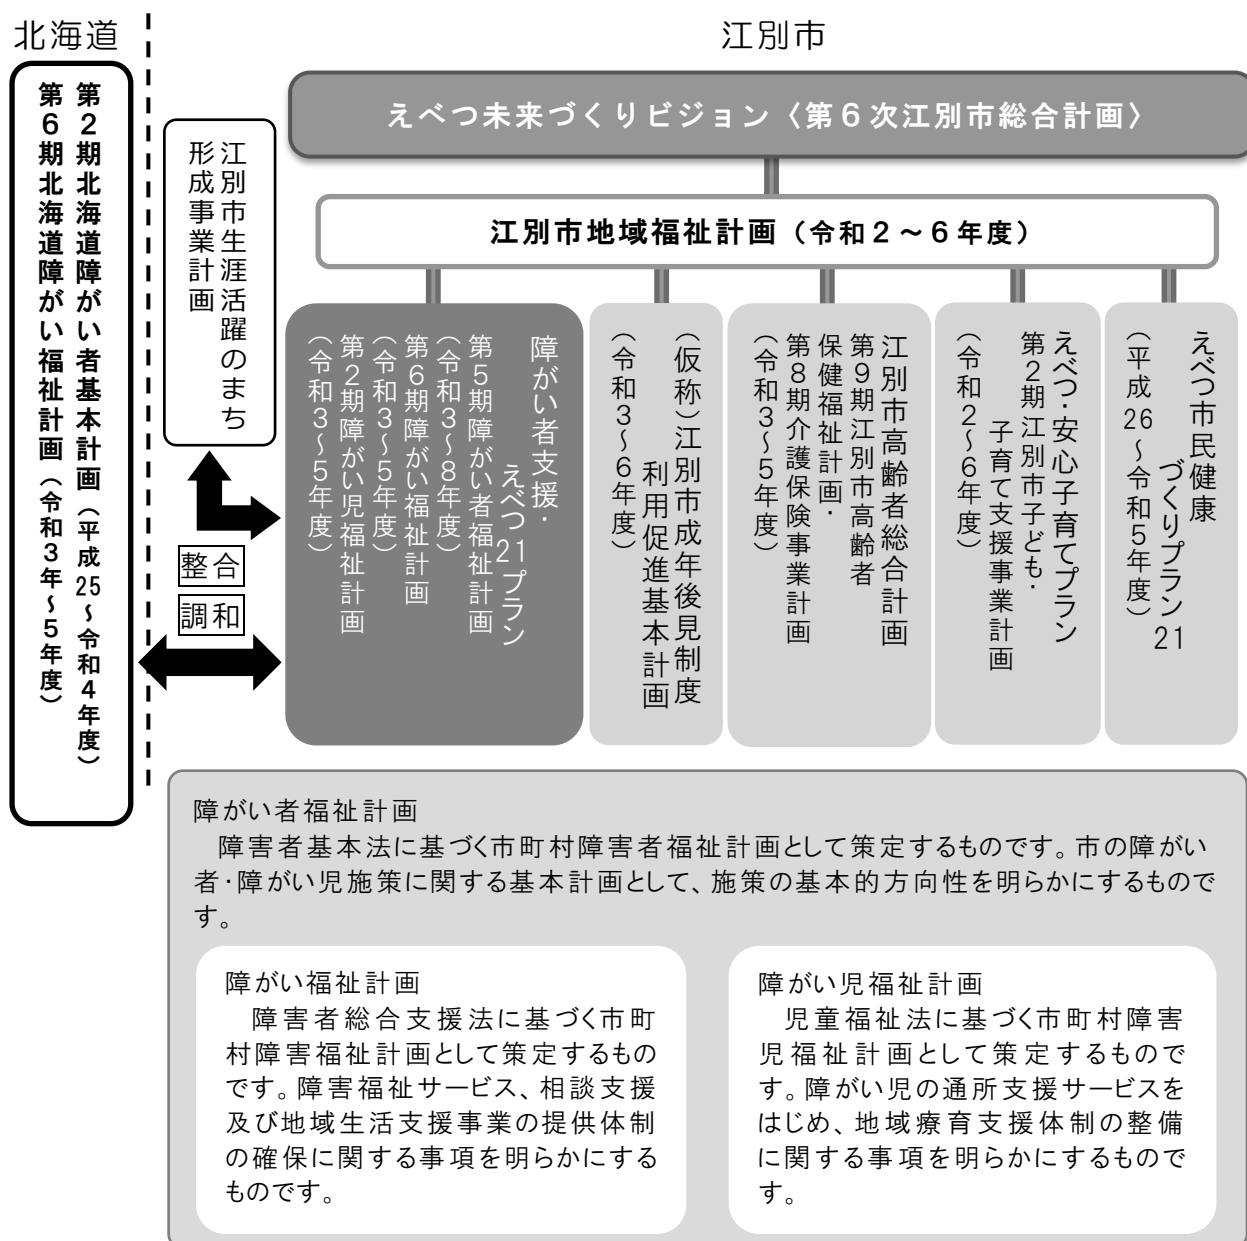 北海道
第２期北海道障がい者基本計画（平成25～令和４年度）
第６期北海道障がい福祉計画（令和３年～５年度）
江別市
えべつ未来づくりビジョン〈第６次江別市総合計画〉
江別市地域福祉計画（令和２～６年度）
江別市生涯活躍のまち
形成事業計画
整合
調和
障がい者支援・
えべつ21プラン
第５期障がい者福祉計画
（令和３～８年度）
第６期障がい福祉計画
（令和３～５年度）
第２期障がい児福祉計画
（令和３～５年度）
（仮称）江別市成年後見制度
利用促進基本計画
（令和３～６年度）
江別市高齢者総合計画
第９期江別市高齢者
保健福祉計画・
第８期介護保険事業計画
（令和３～５年度）
えべつ・安心子育てプラン
第２期江別市子ども・
子育て支援事業計画
（令和２～６年度）
えべつ市民健康
づくりプラン21
（平成26～令和５年度）
障がい者福祉計画
障害者基本法に基づく市町村障害者福祉計画として策定するものです。市の障がい
者・障がい児施策に関する基本計画として、施策の基本的方向性を明らかにするもので
す。
障がい福祉計画
障害者総合支援法に基づく市町
村障害福祉計画として策定するもの
です。障害福祉サービス、相談支援
及び地域生活支援事業の提供体制
の確保に関する事項を明らかにする
ものです。
障がい児福祉計画
児童福祉法に基づく市町村障害
児福祉計画として策定するもので
す。障がい児の通所支援サービスを
はじめ、地域療育支援体制の整備
に関する事項を明らかにするもので
す。